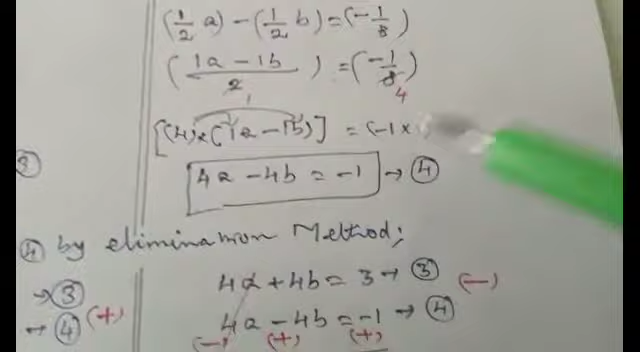 (1/2 a) - (1/2 b) = (-1/8)
(1a - 1b / 2) = (-1/8)
1 4
[(4) × (1a - 1b)] = (-1 ×
③
4a - 4b = -1 → ④
④ by elimination Method;
→ ③ 4a + 4b = 3 → ③ (-)
→ ④ (+) 4a - 4b = -1 → ④
(-) (+) (+)